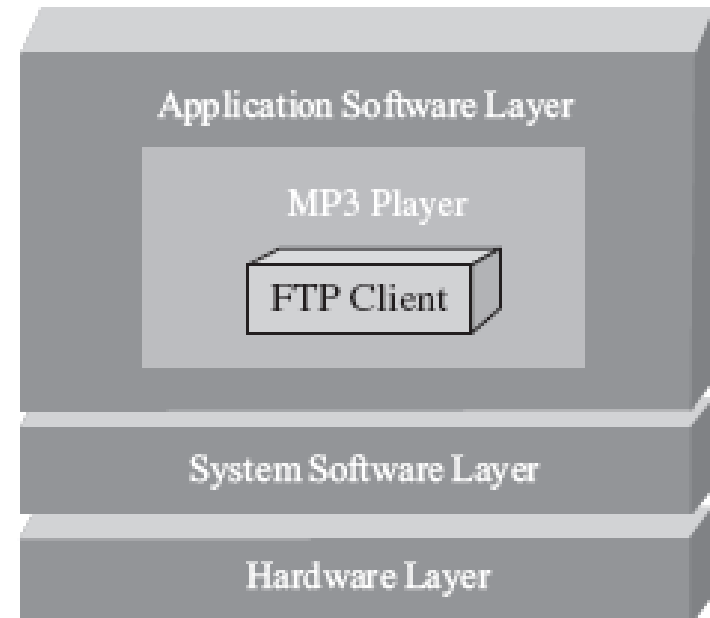 Application Software Layer
MP3 Player
FTP Client
System Software Layer
Hardware Layer